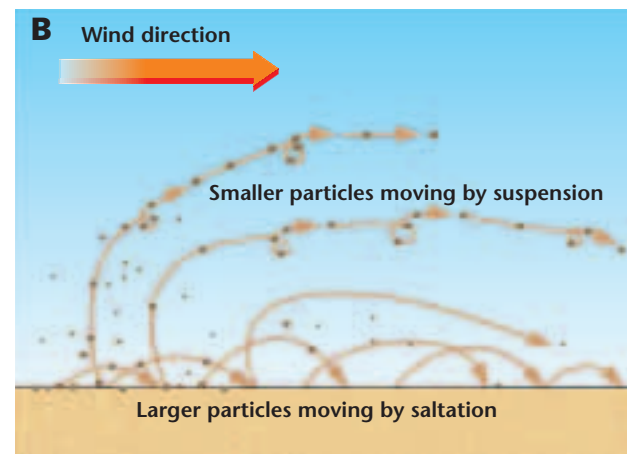 B
Wind direction
Smaller particles moving by suspension
Larger particles moving by saltation